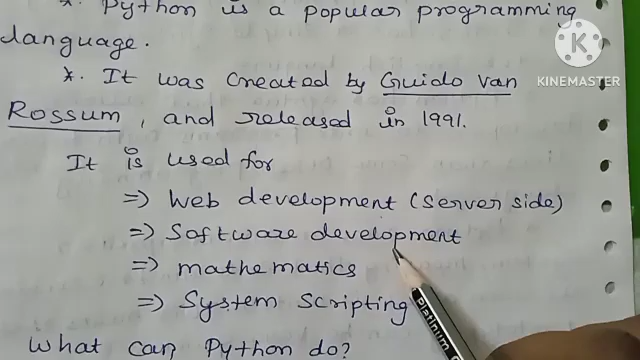 *. Python is a popular programming
language.
*. It was created by Guido Van
Rossum, and released in 1991.
It is used for
=) Web development (Server side)
=) Software development
=) mathematics
=) System Scripting
What can Python do?
KINEMASTER
Platinum